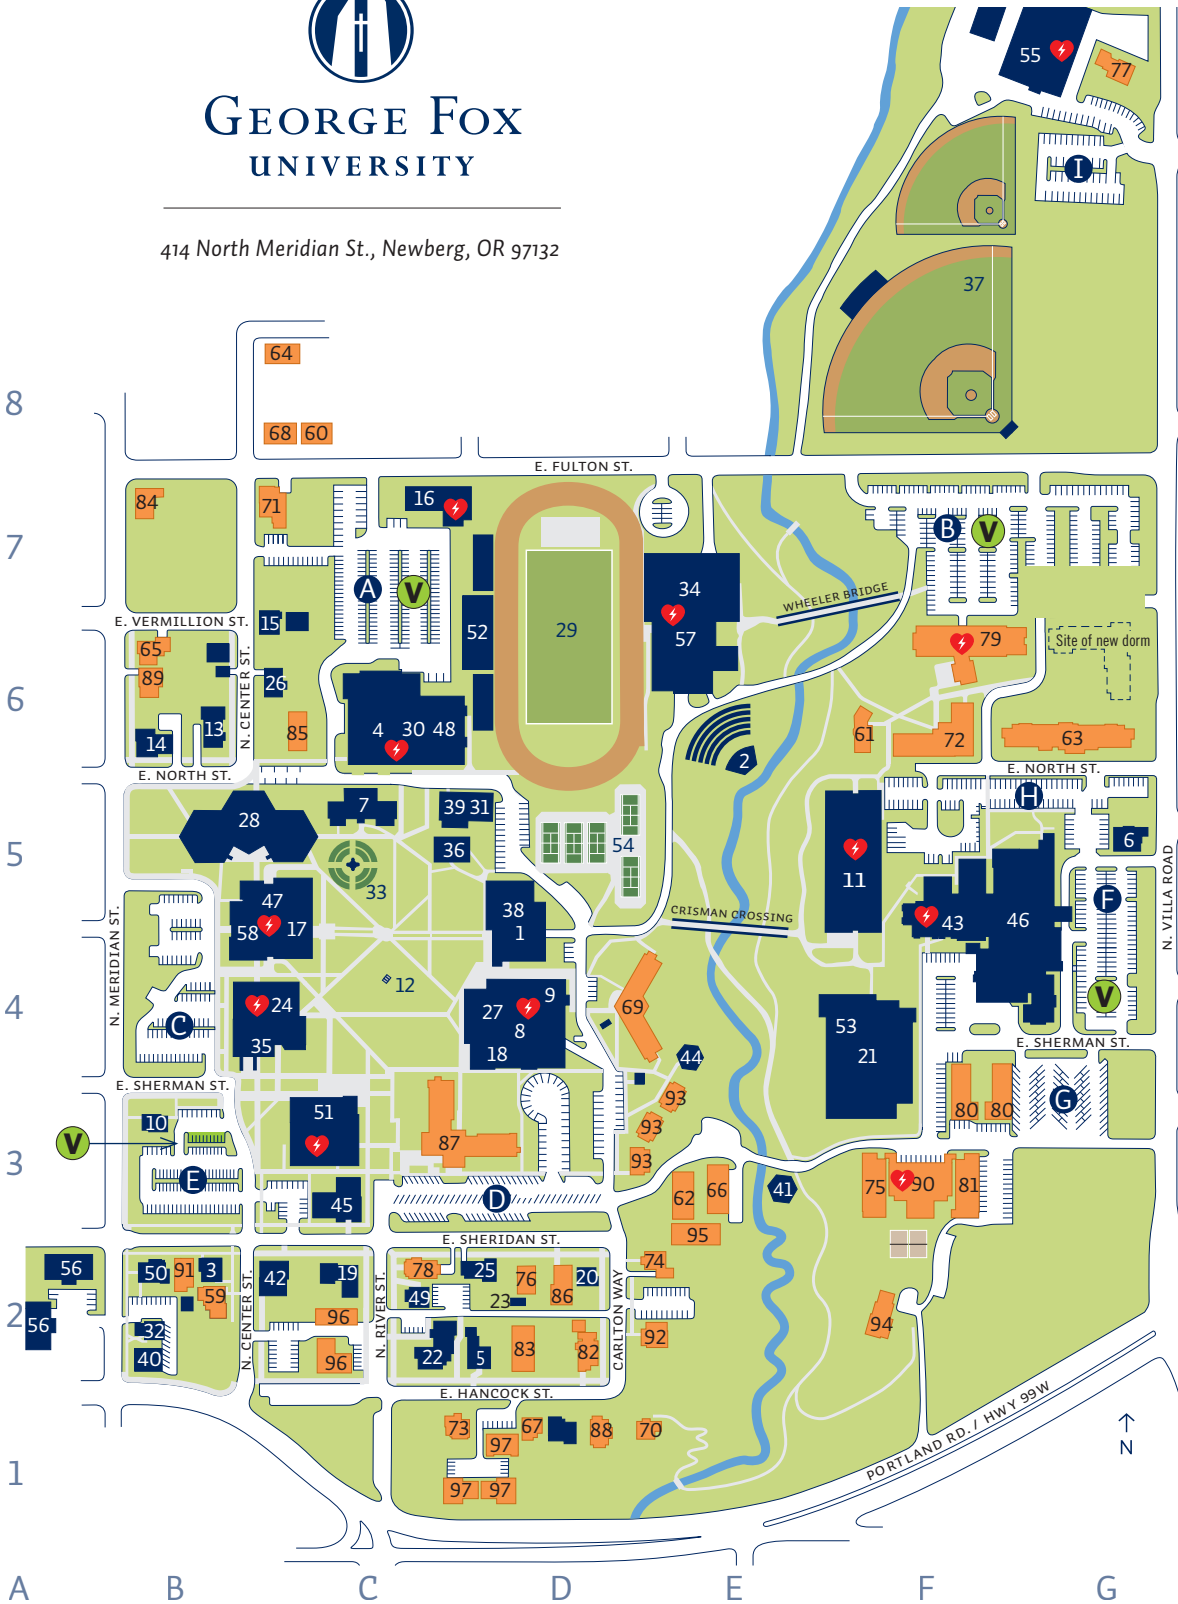 GEORGE FOX
UNIVERSITY
414 North Meridian St., Newberg, OR 97132
55
77
I
37
64
8
68 60
E. FULTON ST.
84
71
16
B V
7
A V
34
WHEELER BRIDGE
15
52
29
57
79
Site of new dorm
E. VERMILLION ST.
65
89
26
N. CENTER ST.
6
13
14
85
4 30 48
2
61
72
63
E. NORTH ST.
E. NORTH ST.
H
28
7
39 31
36
54
6
5
33
11
47
58 17
38
1
CRISMAN CROSSING
43
46
F
N. VILLA ROAD
N. MERIDIAN ST.
12
4
24
35
C
27 9
8
18
69
44
53
21
V
E. SHERMAN ST.
E. SHERMAN ST.
10
V
51
87
93
93
93
80 80
G
3
E
45
D
62
66
95
41
75 90 81
E. SHERIDAN ST.
56
56
50 91 3
59
42
19
78
25
76
86
20
74
49
23
2
32
40
N. CENTER ST.
96
96
N. RIVER ST.
22
5
83
82
CARLTON WAY
92
94
E. HANCOCK ST.
73
97
67
88
70
97 97
PORTLAND RD. / HWY 99W
N
1
A B C D E F G